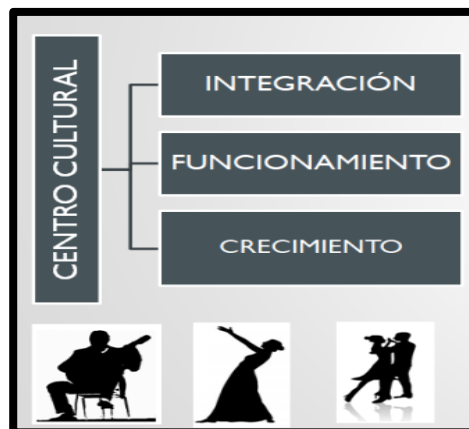 CENTRO CULTURAL
INTEGRACIÓN
FUNCIONAMIENTO
CRECIMIENTO